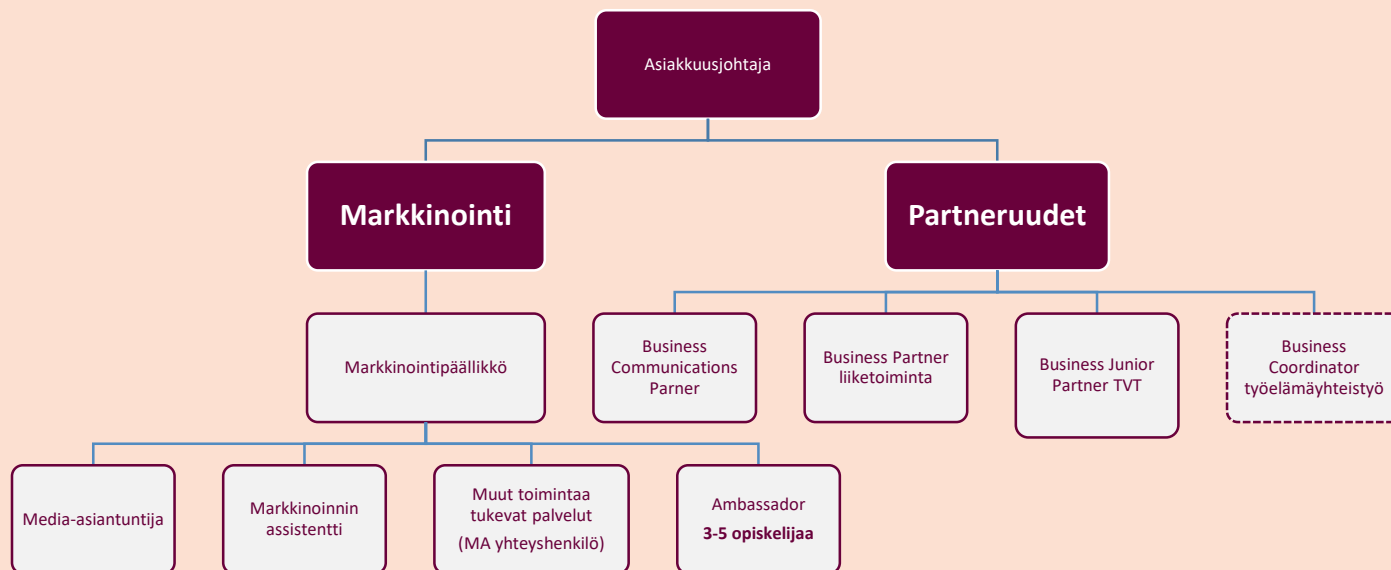 Asiakkuusjohtaja
Markkinointi
Partneruudet
Markkinointipäällikkö
Business
Communications
Parner
Business Partner
liiketoiminta
Business Junior
Partner TVT
Business
Coordinator
työelämäyhteistyö
Media-asiantuntija
Markkinoinnin
assistentti
Muut toimintaa
tukevat palvelut
(MA yhteyshenkilö)
Ambassador
3-5 opiskelijaa